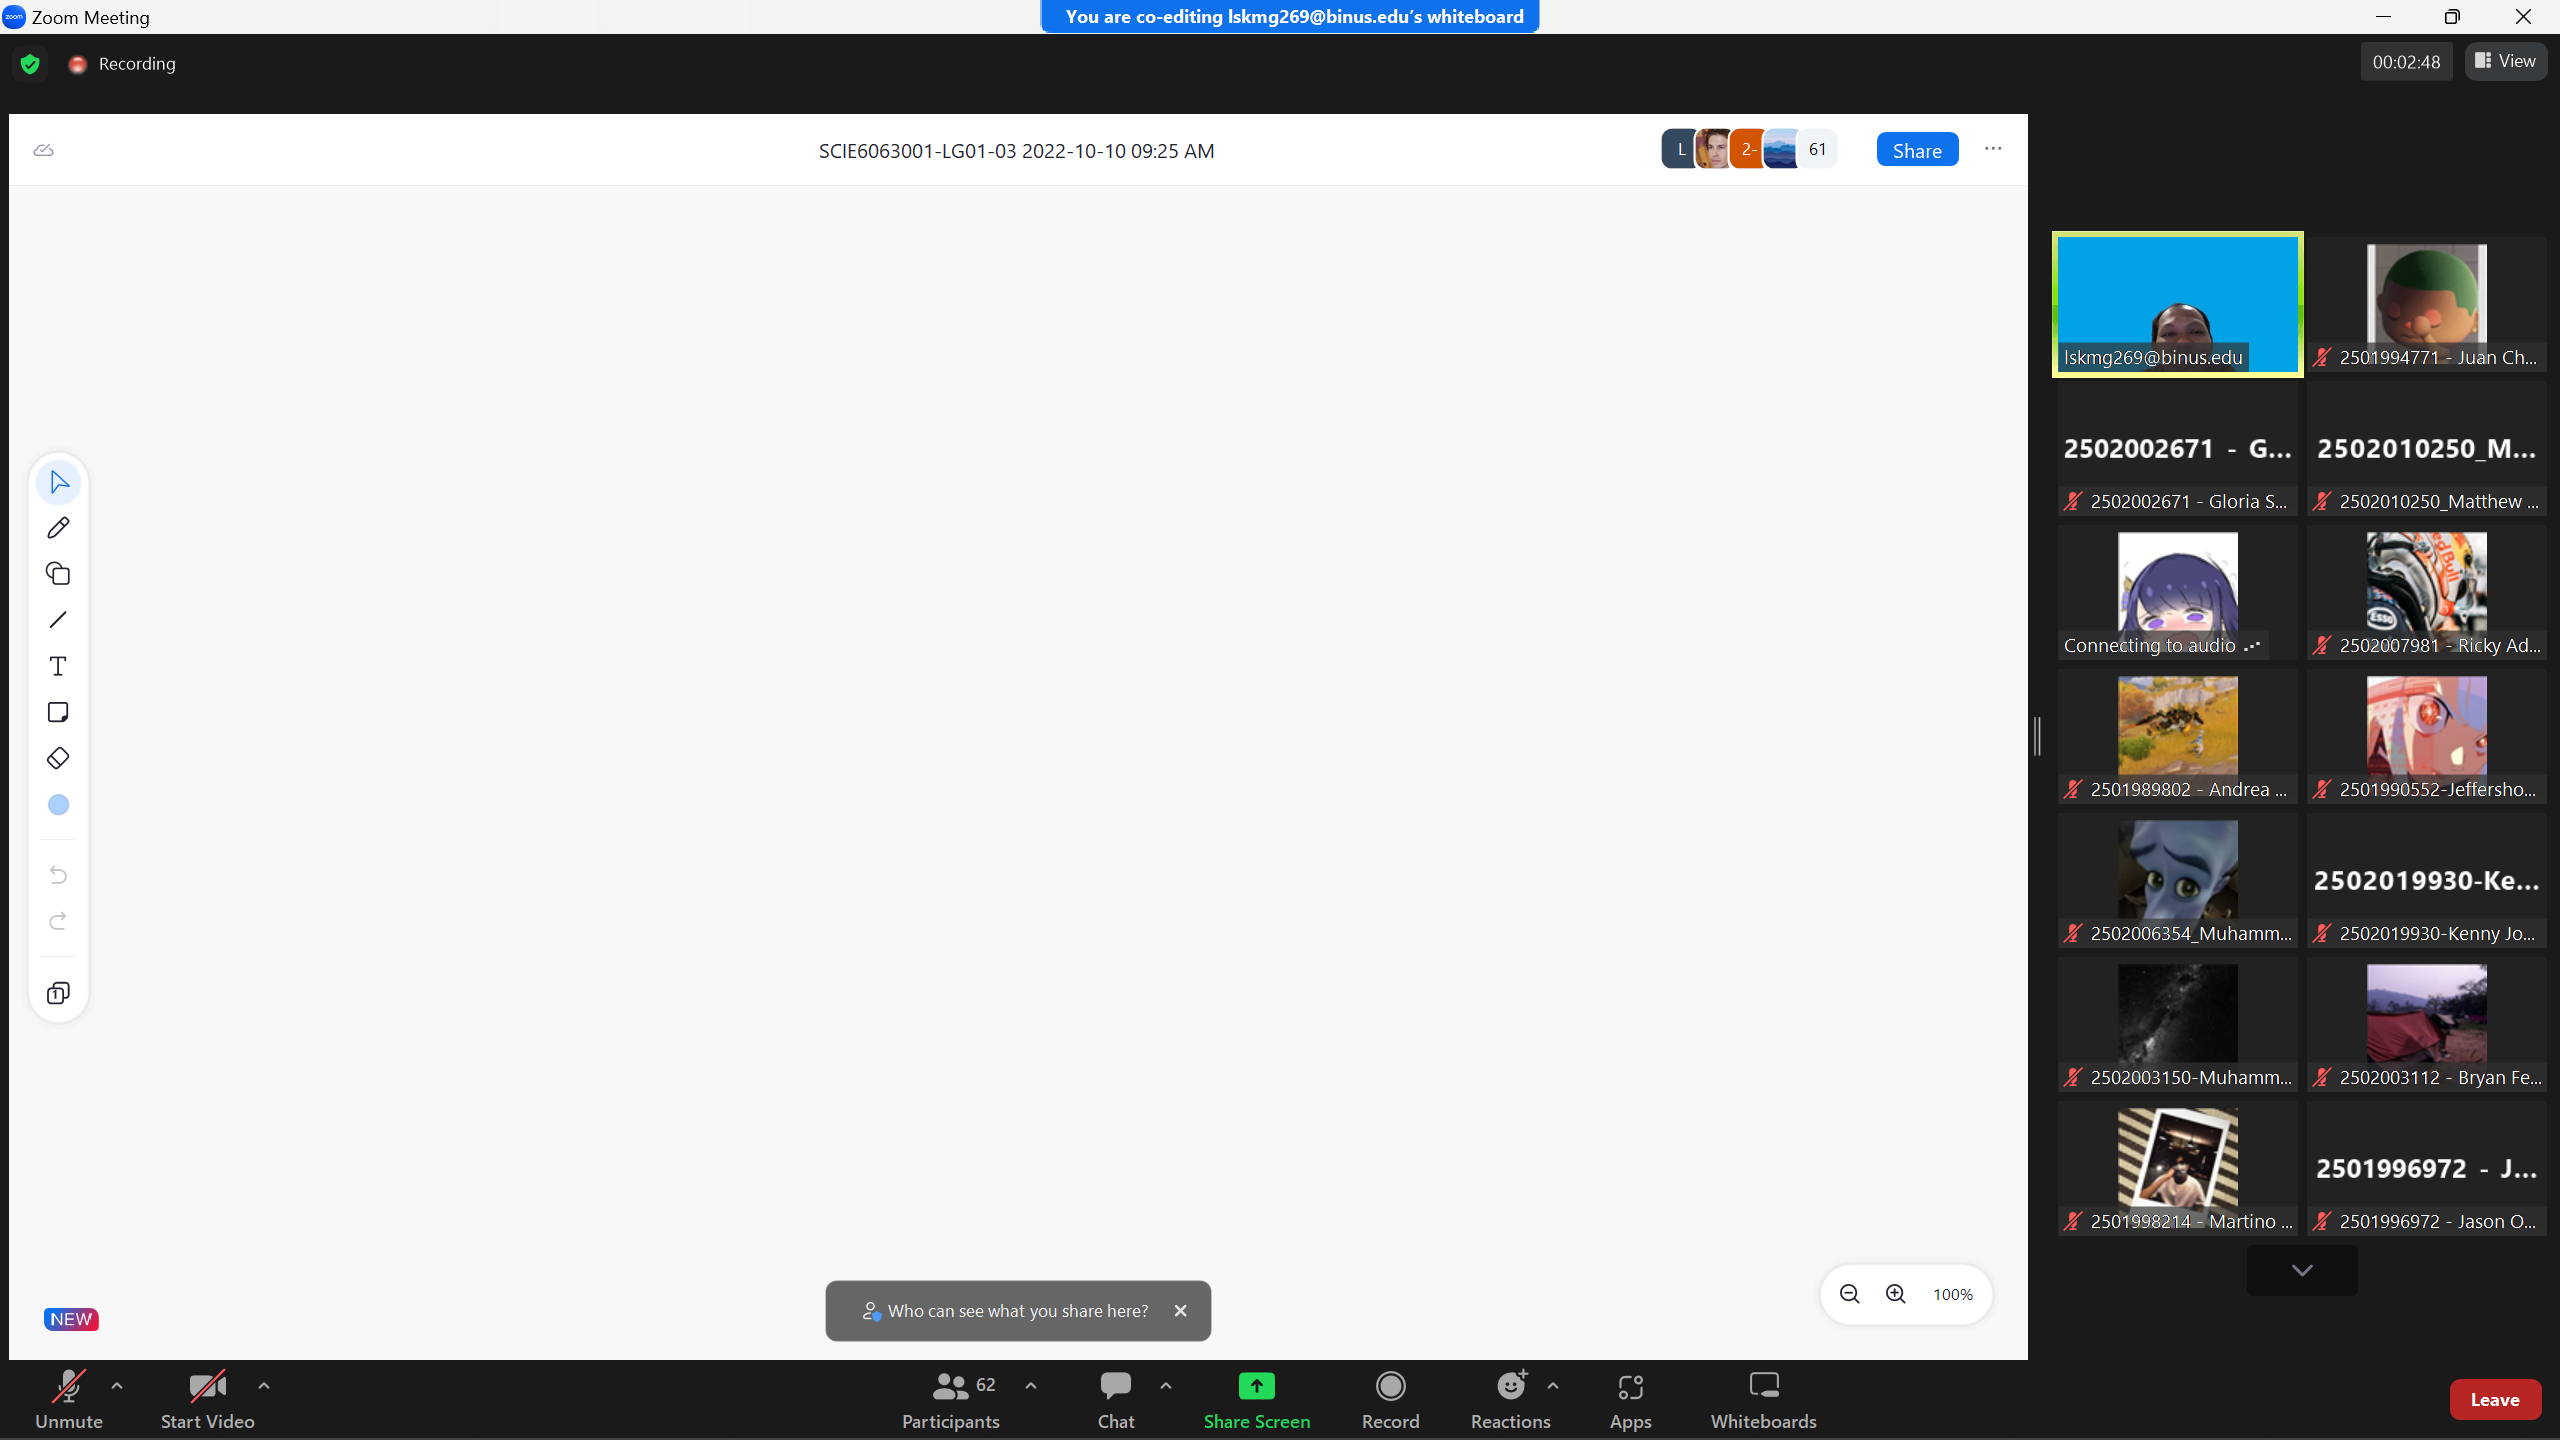 Zoom Meeting
You are co-editing lskmg269@binus.edu's whiteboard
Recording
00:02:48
View
SCIE6063001-LG01-03 2022-10-10 09:25 AM
L
2-
61
Share
lskmg269@binus.edu
2501994771 - Juan Ch...
2502002671 - G...
2502010250_M...
2502002671 - Gloria S...
2502010250_Matthew ...
RedBull
Esso
Connecting to audio
2502007981 - Ricky Ad...
2501989802 - Andrea ...
2501990552-Jeffersho...
2502019930-Ke...
2502006354_Muhamm...
2502019930-Kenny Jo...
2502003150-Muhamm...
2502003112 - Bryan Fe...
2501996972 - J...
2501998214 - Martino ...
2501996972 - Jason O...
T
1
NEW
Who can see what you share here?
100%
Unmute
Start Video
62
Participants
Chat
Share Screen
Record
Reactions
Apps
Whiteboards
Leave